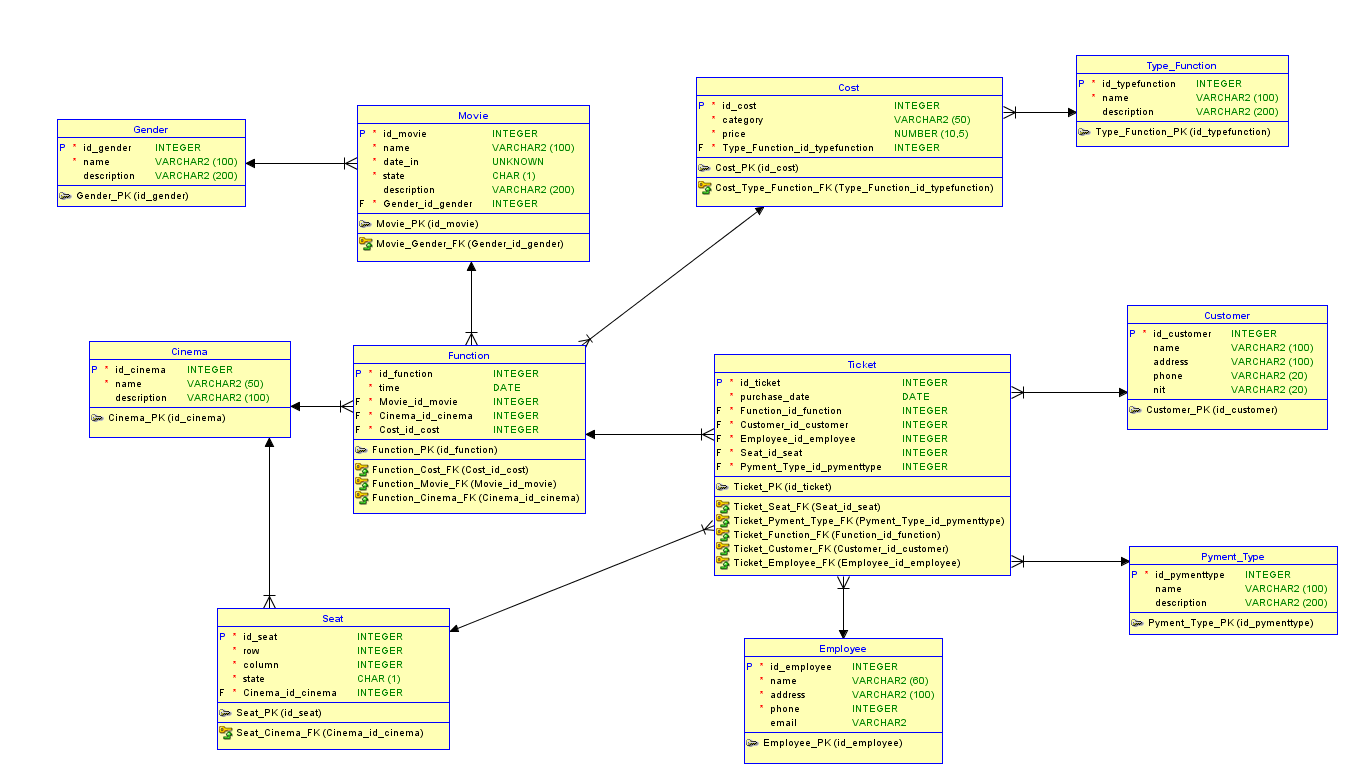 Gender
P * id_gender INTEGER
* name VARCHAR2 (100)
description VARCHAR2 (200)
Gender_PK (id_gender)
Movie
P * id_movie INTEGER
* name VARCHAR2 (100)
* date_in UNKNOWN
* state CHAR (1)
description VARCHAR2 (200)
F * Gender_id_gender INTEGER
Movie_PK (id_movie)
Movie_Gender_FK (Gender_id_gender)
Cost
P * id_cost INTEGER
* category VARCHAR2 (50)
* price NUMBER (10,5)
F * Type_Function_id_typefunction INTEGER
Cost_PK (id_cost)
Cost_Type_Function_FK (Type_Function_id_typefunction)
Type_Function
P * id_typefunction INTEGER
* name VARCHAR2 (100)
description VARCHAR2 (200)
Type_Function_PK (id_typefunction)
Cinema
P * id_cinema INTEGER
* name VARCHAR2 (50)
description VARCHAR2 (100)
Cinema_PK (id_cinema)
Function
P * id_function INTEGER
* time DATE
F * Movie_id_movie INTEGER
F * Cinema_id_cinema INTEGER
F * Cost_id_cost INTEGER
Function_PK (id_function)
Function_Cost_FK (Cost_id_cost)
Function_Movie_FK (Movie_id_movie)
Function_Cinema_FK (Cinema_id_cinema)
Ticket
P * id_ticket INTEGER
* purchase_date DATE
F * Function_id_function INTEGER
F * Customer_id_customer INTEGER
F * Employee_id_employee INTEGER
F * Seat_id_seat INTEGER
F * Pyment_Type_id_pymenttype INTEGER
Ticket_PK (id_ticket)
Ticket_Seat_FK (Seat_id_seat)
Ticket_Pyment_Type_FK (Pyment_Type_id_pymenttype)
Ticket_Function_FK (Function_id_function)
Ticket_Customer_FK (Customer_id_customer)
Ticket_Employee_FK (Employee_id_employee)
Customer
P * id_customer INTEGER
name VARCHAR2 (100)
address VARCHAR2 (100)
phone VARCHAR2 (20)
nit VARCHAR2 (20)
Customer_PK (id_customer)
Pyment_Type
P * id_pymenttype INTEGER
name VARCHAR2 (100)
description VARCHAR2 (200)
Pyment_Type_PK (id_pymenttype)
Seat
P * id_seat INTEGER
* row INTEGER
* column INTEGER
* state CHAR (1)
F * Cinema_id_cinema INTEGER
Seat_PK (id_seat)
Seat_Cinema_FK (Cinema_id_cinema)
Employee
P * id_employee INTEGER
* name VARCHAR2 (60)
* address VARCHAR2 (100)
* phone INTEGER
email VARCHAR2
Employee_PK (id_employee)